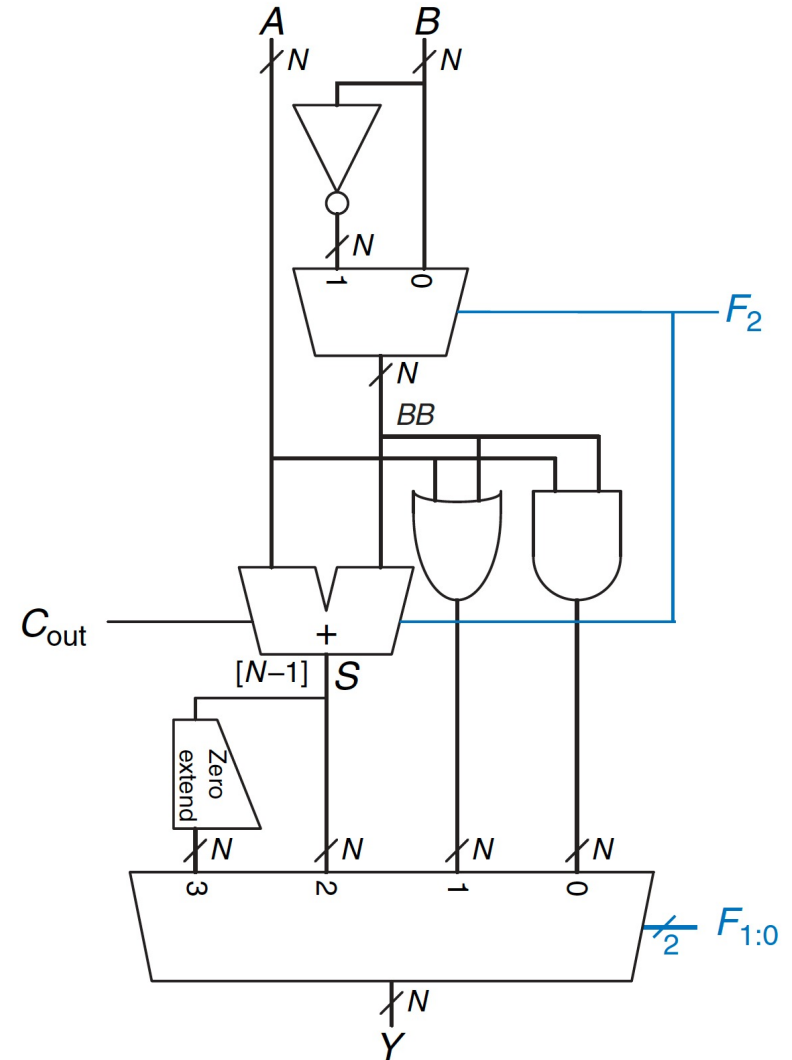 A B
N N
N
1 0
F2
N
BB
Cout
+
[N–1] S
Zero
extend
N N N N
3 2 1 0
F1:0
2
N
Y